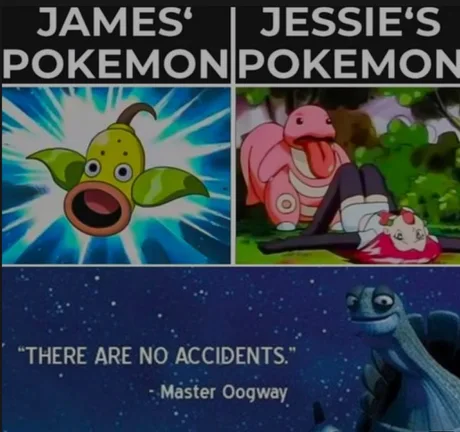 JAMES‘
POKEMON
JESSIE‘S
POKEMON
“THERE ARE NO ACCIDENTS.”
- Master Oogway